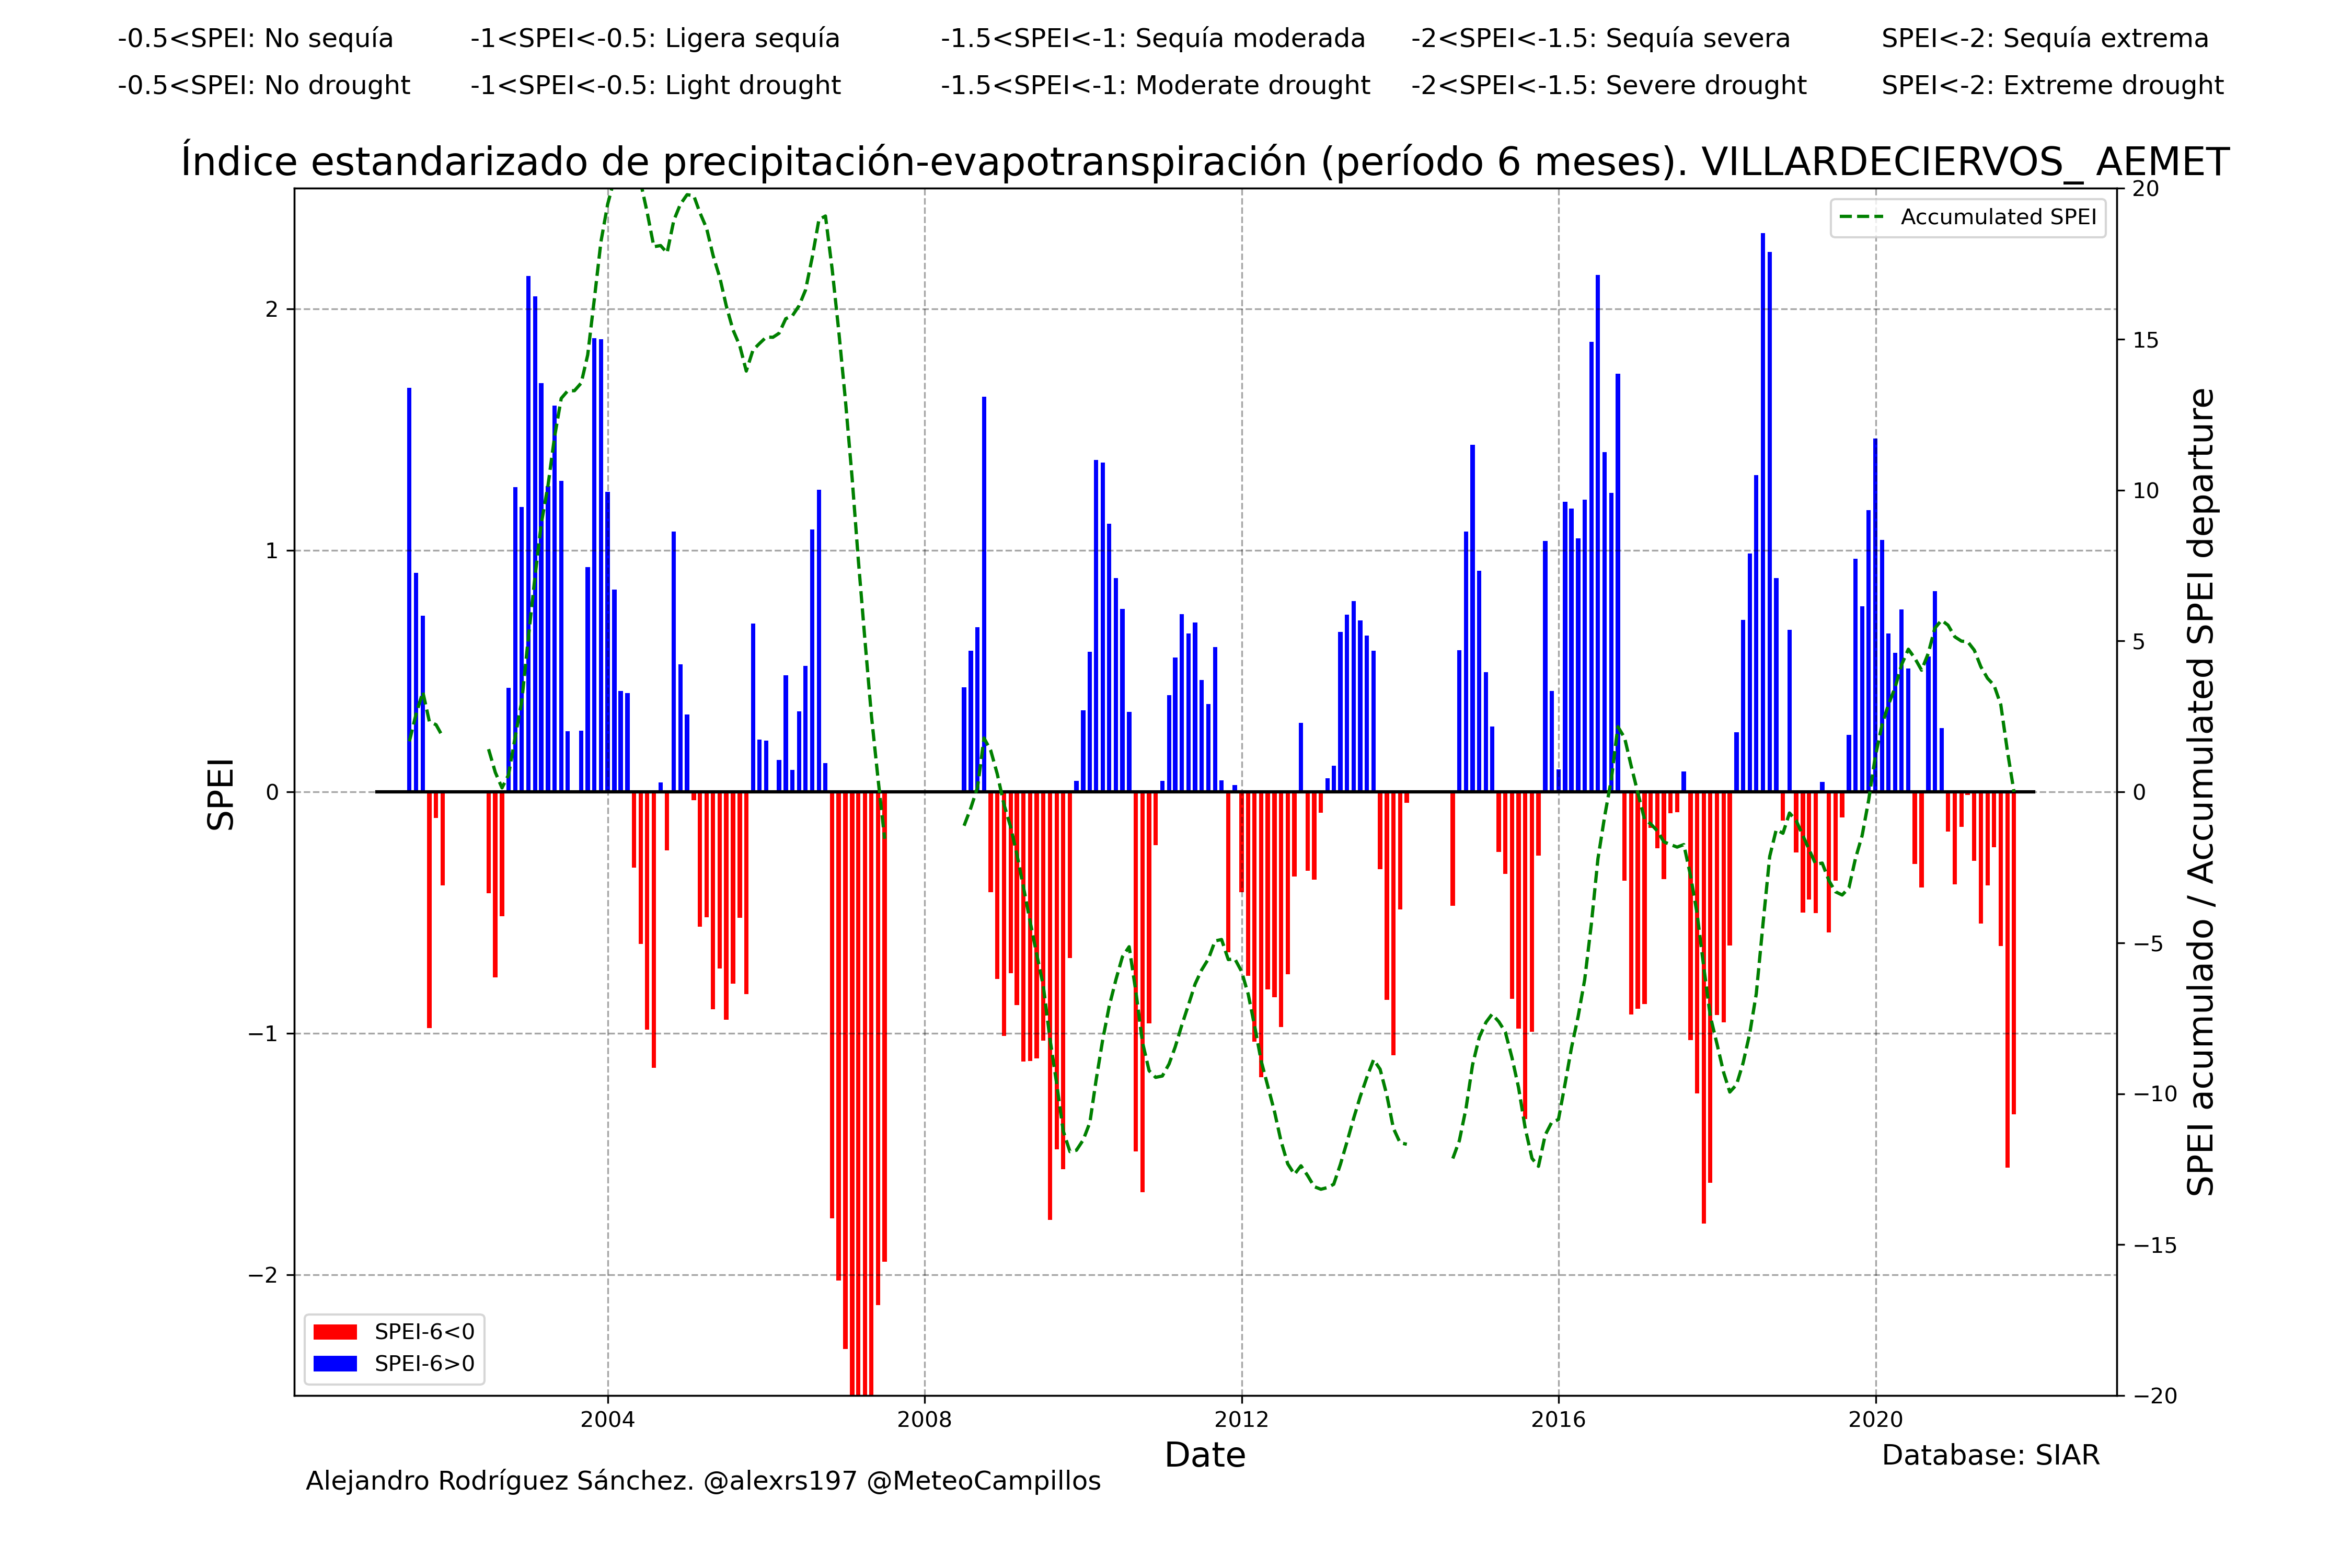 -0.5<SPEI: No sequía -1<SPEI<-0.5: Ligera sequía -1.5<SPEI<-1: Sequía moderada -2<SPEI<-1.5: Sequía severa SPEI<-2: Sequía extrema
-0.5<SPEI: No drought -1<SPEI<-0.5: Light drought -1.5<SPEI<-1: Moderate drought -2<SPEI<-1.5: Severe drought SPEI<-2: Extreme drought
Índice estandarizado de precipitación-evapotranspiración (período 6 meses). VILLARDECIERVOS_ AEMET
Accumulated SPEI
2
1
0
−1
−2
SPEI
20
15
10
5
0
−5
−10
−15
−20
SPEI acumulado / Accumulated SPEI departure
SPEI-6<0
SPEI-6>0
2004 2008 2012 2016 2020
Date
Database: SIAR
Alejandro Rodríguez Sánchez. @alexrs197 @MeteoCampillos